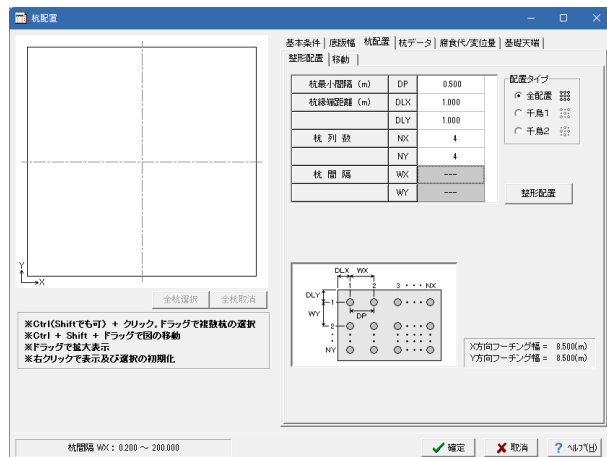 杭配置
基本条件 底版幅 杭配置 杭データ 腐食代/変位量 基礎天端
整形配置 移動
杭最小間隔 (m) DP 0.500
杭縁端距離 (m) DLX 1.000
DLY 1.000
杭 列 数 NX 4
NY 4
杭 間 隔 WX ---
WY ---
配置タイプ
全配置
千鳥1
千鳥2
整形配置
Y
X
全杭選択 全杭取消
※Ctrl(Shiftでも可) + クリック,ドラッグで複数杭の選択
※Ctrl + Shift + ドラッグで図の移動
※ドラッグで拡大表示
※右クリックで表示及び選択の初期化
DLX WX
1 2 3 ・・・ NX
DLY
1
WY
DP
2
NY
X方向フーチング幅 = 8.500(m)
Y方向フーチング幅 = 8.500(m)
杭間隔 WX : 0.200 ～ 200.000
確定 取消 ? ヘルプ(H)